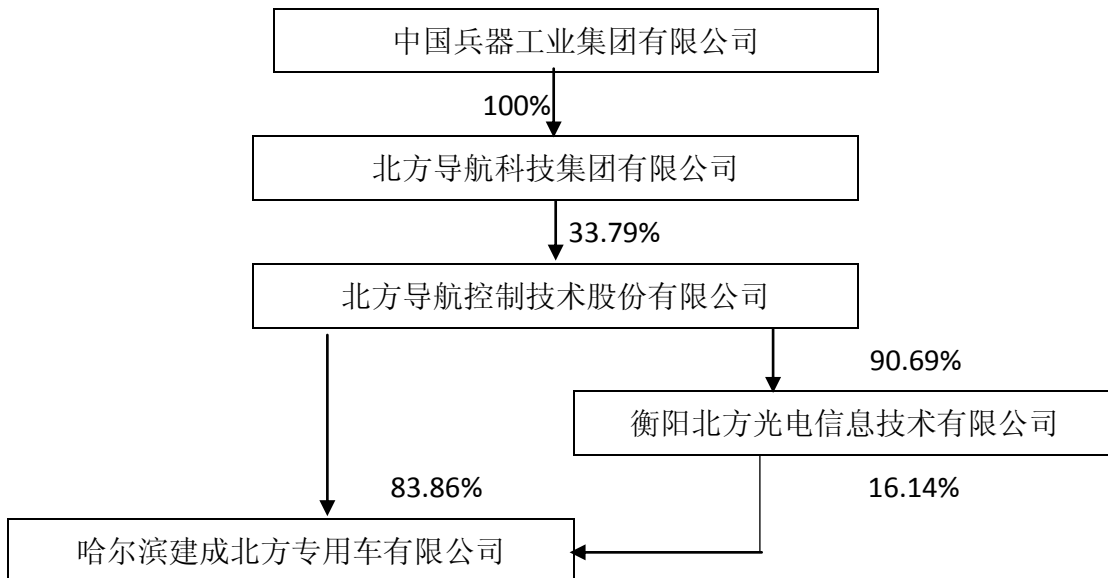 中国兵器工业集团有限公司
100%
北方导航科技集团有限公司
33.79%
北方导航控制技术股份有限公司
90.69%
衡阳北方光电信息技术有限公司
83.86%
16.14%
哈尔滨建成北方专用车有限公司